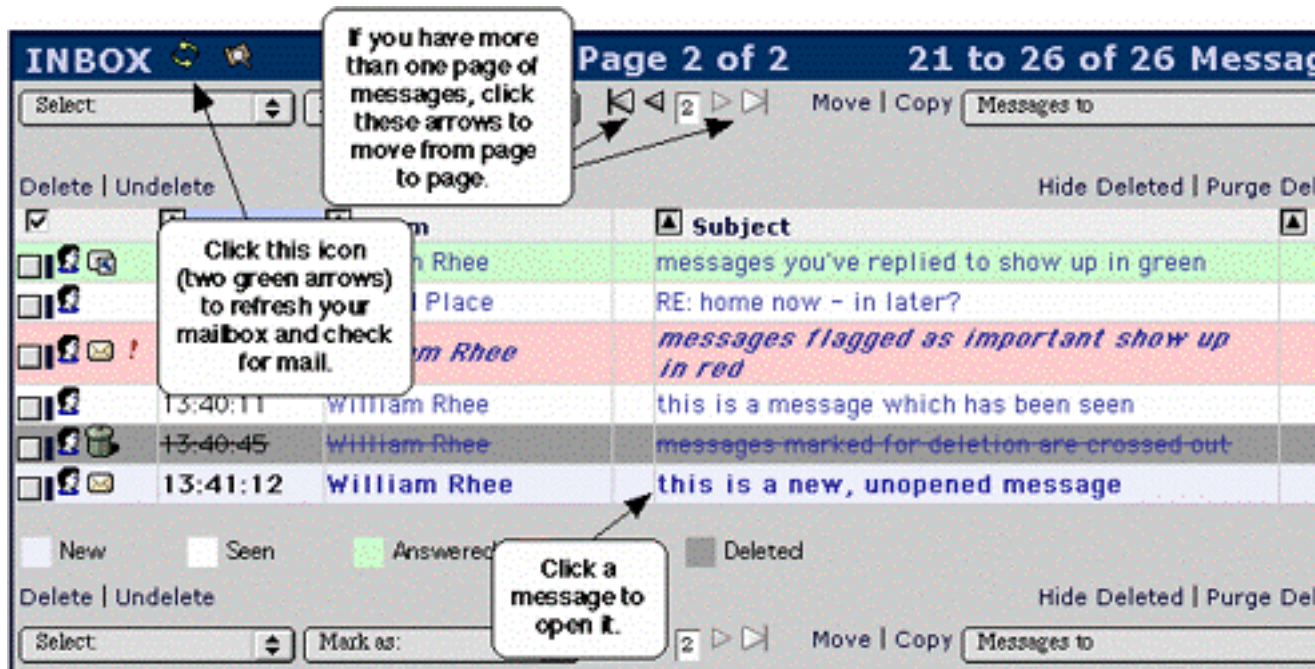 INBOX
Page 2 of 2
21 to 26 of 26 Messag
If you have more
than one page of
messages, click
these arrows to
move from page
to page.
Select
2
Move | Copy
Messages to
Delete | Undelete
Hide Deleted | Purge Del
Subject
Click this icon
(two green arrows)
to refresh your
mailbox and check
for mail.
Rhee
messages you've replied to show up in green
Place
RE: home now - in later?
Rhee
messages flagged as important show up
in red
13:40:11 William Rhee this is a message which has been seen
13:40:45 William Rhee messages marked for deletion are crossed out
13:41:12 William Rhee this is a new, unopened message
New Seen Answered Deleted
Click a
message to
open it.
Delete | Undelete
Hide Deleted | Purge Del
Select
Mark as:
2
Move | Copy
Messages to